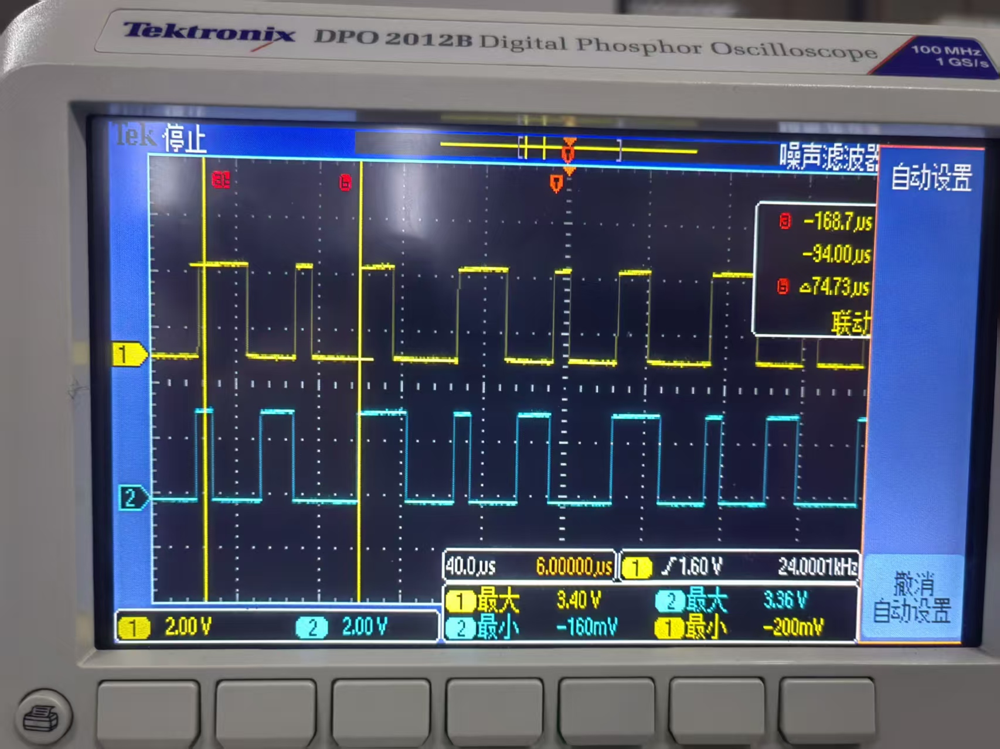 Tektronix DPO 2012B Digital Phosphor Oscilloscope
100 MHz
1 GS/s
Tek 停止
噪声滤波器
自动设置
T
T
-168.7µs
-94.00µs
△74.73µs
联动
1
2
40.0µs 6.00000µs
1 1.60 V 24.0001kHz
1 最大 3.40 V 2 最大 3.36 V
2 最小 -160mV 1 最小 -200mV
1 2.00 V 2 2.00 V
撤消
自动设置